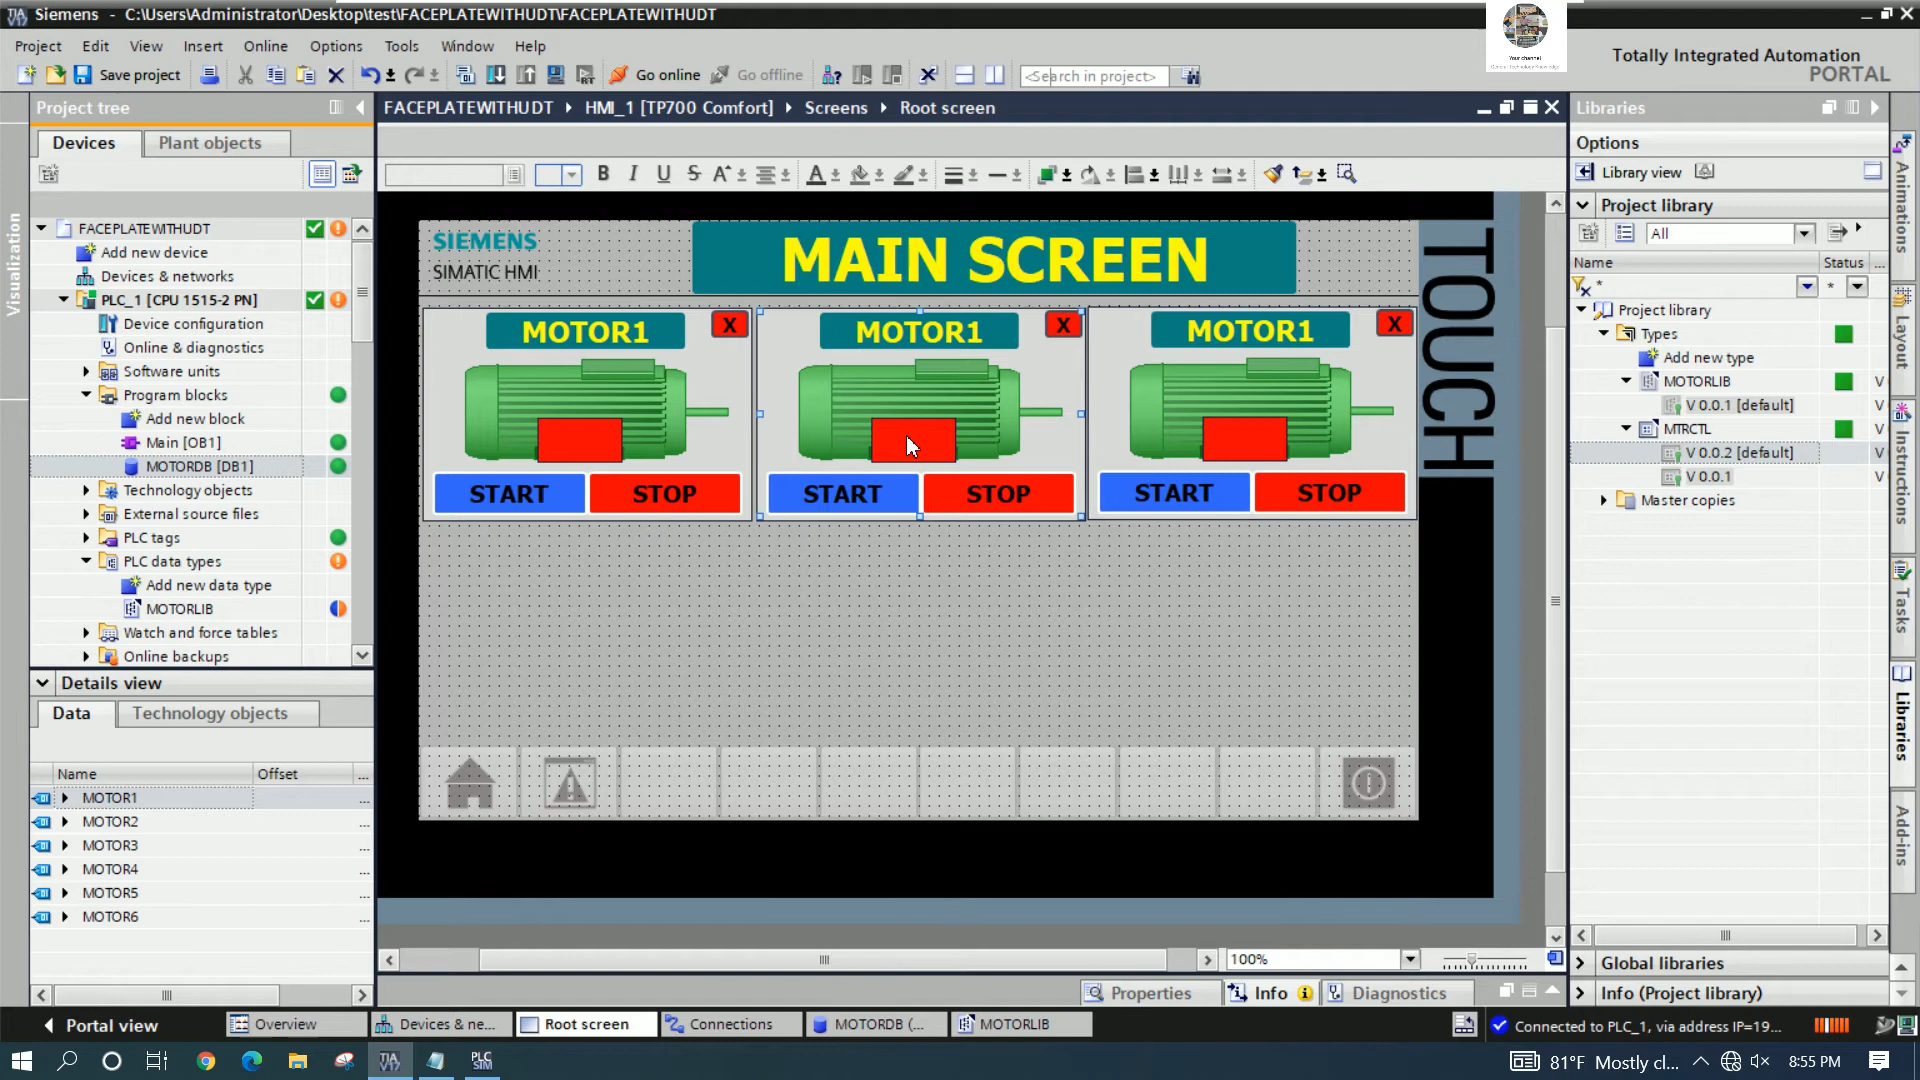 Siemens - C:\Users\Administrator\Desktop\test\FACEPLATEWITHUDT\FACEPLATEWITHUDT
Your channel
Project Edit View Insert Online Options Tools Window Help
Totally Integrated Automation
PORTAL
Save project
Go online
Go offline
<Search in project>
Project tree
FACEPLATEWITHUDT HMI_1 [TP700 Comfort] Screens Root screen
Libraries
Devices
Plant objects
Options
Library view
B I U S A A
Visualization
FACEPLATEWITHUDT
Add new device
Devices & networks
PLC_1 [CPU 1515-2 PN]
Device configuration
Online & diagnostics
Software units
Program blocks
Add new block
Main [OB1]
MOTORDB [DB1]
Technology objects
External source files
PLC tags
PLC data types
Add new data type
MOTORLIB
Watch and force tables
Online backups
Details view
Data
Technology objects
Name Offset ...
MOTOR1 ...
MOTOR2 ...
MOTOR3 ...
MOTOR4 ...
MOTOR5 ...
MOTOR6 ...
SIEMENS
SIMATIC HMI
MAIN SCREEN
TOUCH
MOTOR1 X
START STOP
MOTOR1 X
START STOP
MOTOR1 X
START STOP
100%
Properties
Info
Diagnostics
Project library
All
Name Status ...
* *
Project library
Types
Add new type
MOTORLIB
V 0.0.1 [default] V
MTRCTL
V 0.0.2 [default] V
V 0.0.1 V
Master copies
Global libraries
Info (Project library)
Animations
Layout
Instructions
Tasks
Libraries
Add-ins
Portal view
Overview
Devices & ne...
Root screen
Connections
MOTORDB (...
MOTORLIB
Connected to PLC_1, via address IP=19...
TIA
V17
PLC
SIM
81°F Mostly cl...
8:55 PM